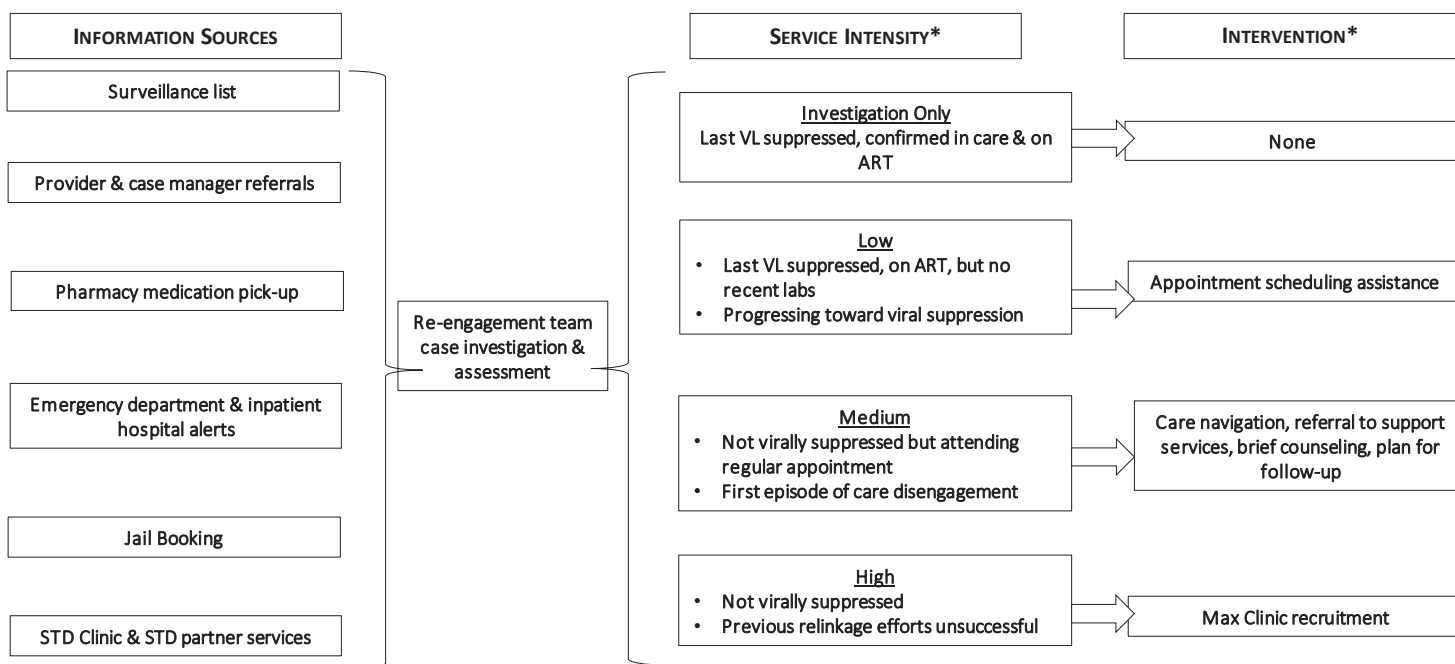 INFORMATION SOURCES
Surveillance list
Provider & case manager referrals
Pharmacy medication pick-up
Emergency department & inpatient
hospital alerts
Jail Booking
STD Clinic & STD partner services
Re-engagement team
case investigation &
assessment
SERVICE INTENSITY*
Investigation Only
Last VL suppressed, confirmed in care & on
ART
Low
• Last VL suppressed, on ART, but no
recent labs
• Progressing toward viral suppression
Medium
• Not virally suppressed but attending
regular appointment
• First episode of care disengagement
High
• Not virally suppressed
• Previous relinkage efforts unsuccessful
INTERVENTION*
None
Appointment scheduling assistance
Care navigation, referral to support
services, brief counseling, plan for
follow-up
Max Clinic recruitment